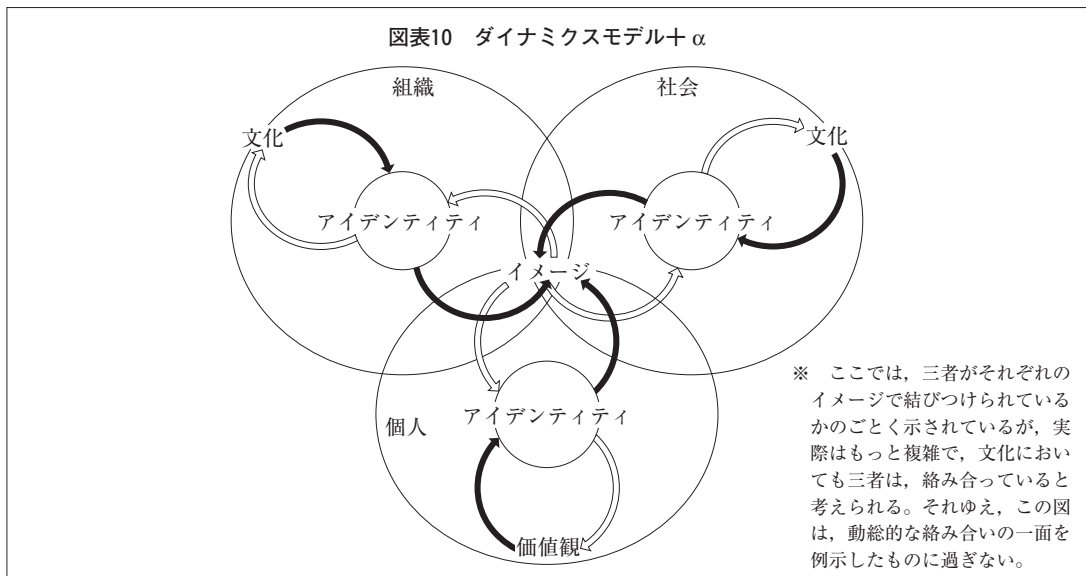 図表10　ダイナミクスモデル＋α
組織
社会
文化
文化
アイデンティティ
アイデンティティ
イメージ
個人
アイデンティティ
価値観
※　ここでは，三者がそれぞれの
イメージで結びつけられている
かのごとく示されているが，実
際はもっと複雑で，文化におい
ても三者は，絡み合っていると
考えられる。それゆえ，この図
は，動総的な絡み合いの一面を
例示したものに過ぎない。